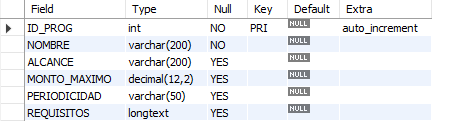 Field Type Null Key Default Extra
ID_PROG int NO PRI NULL auto_increment
NOMBRE varchar(200) NO NULL
ALCANCE varchar(200) YES NULL
MONTO_MAXIMO decimal(12,2) YES NULL
PERIODICIDAD varchar(50) YES NULL
REQUISITOS longtext YES NULL